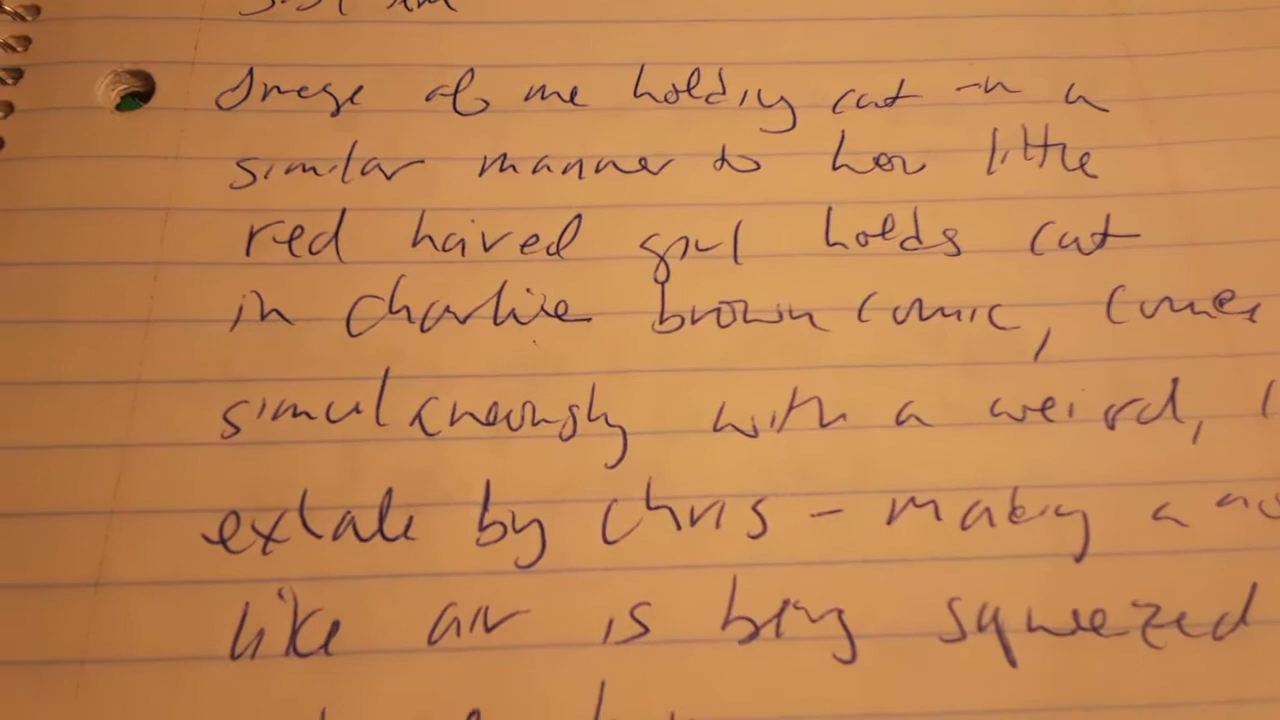 Image of me holding cat in a
similar manner to how little
red haired girl holds cat
in Charlie brown comic, comes
simulaneously with a weird,
exhale by Chris - making a
like air is being squeezed